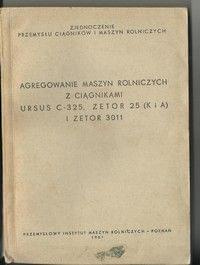 ZJEDNOCZENIE
PRZEMYSŁU CIĄGNIKÓW I MASZYN ROLNICZYCH
AGREGOWANIE MASZYN ROLNICZYCH
Z CIĄGNIKAMI
URSUS C-325, ZETOR 25 (K i A)
I ZETOR 3011
PRZEMYSŁOWY INSTYTUT MASZYN ROLNICZYCH – POZNAŃ